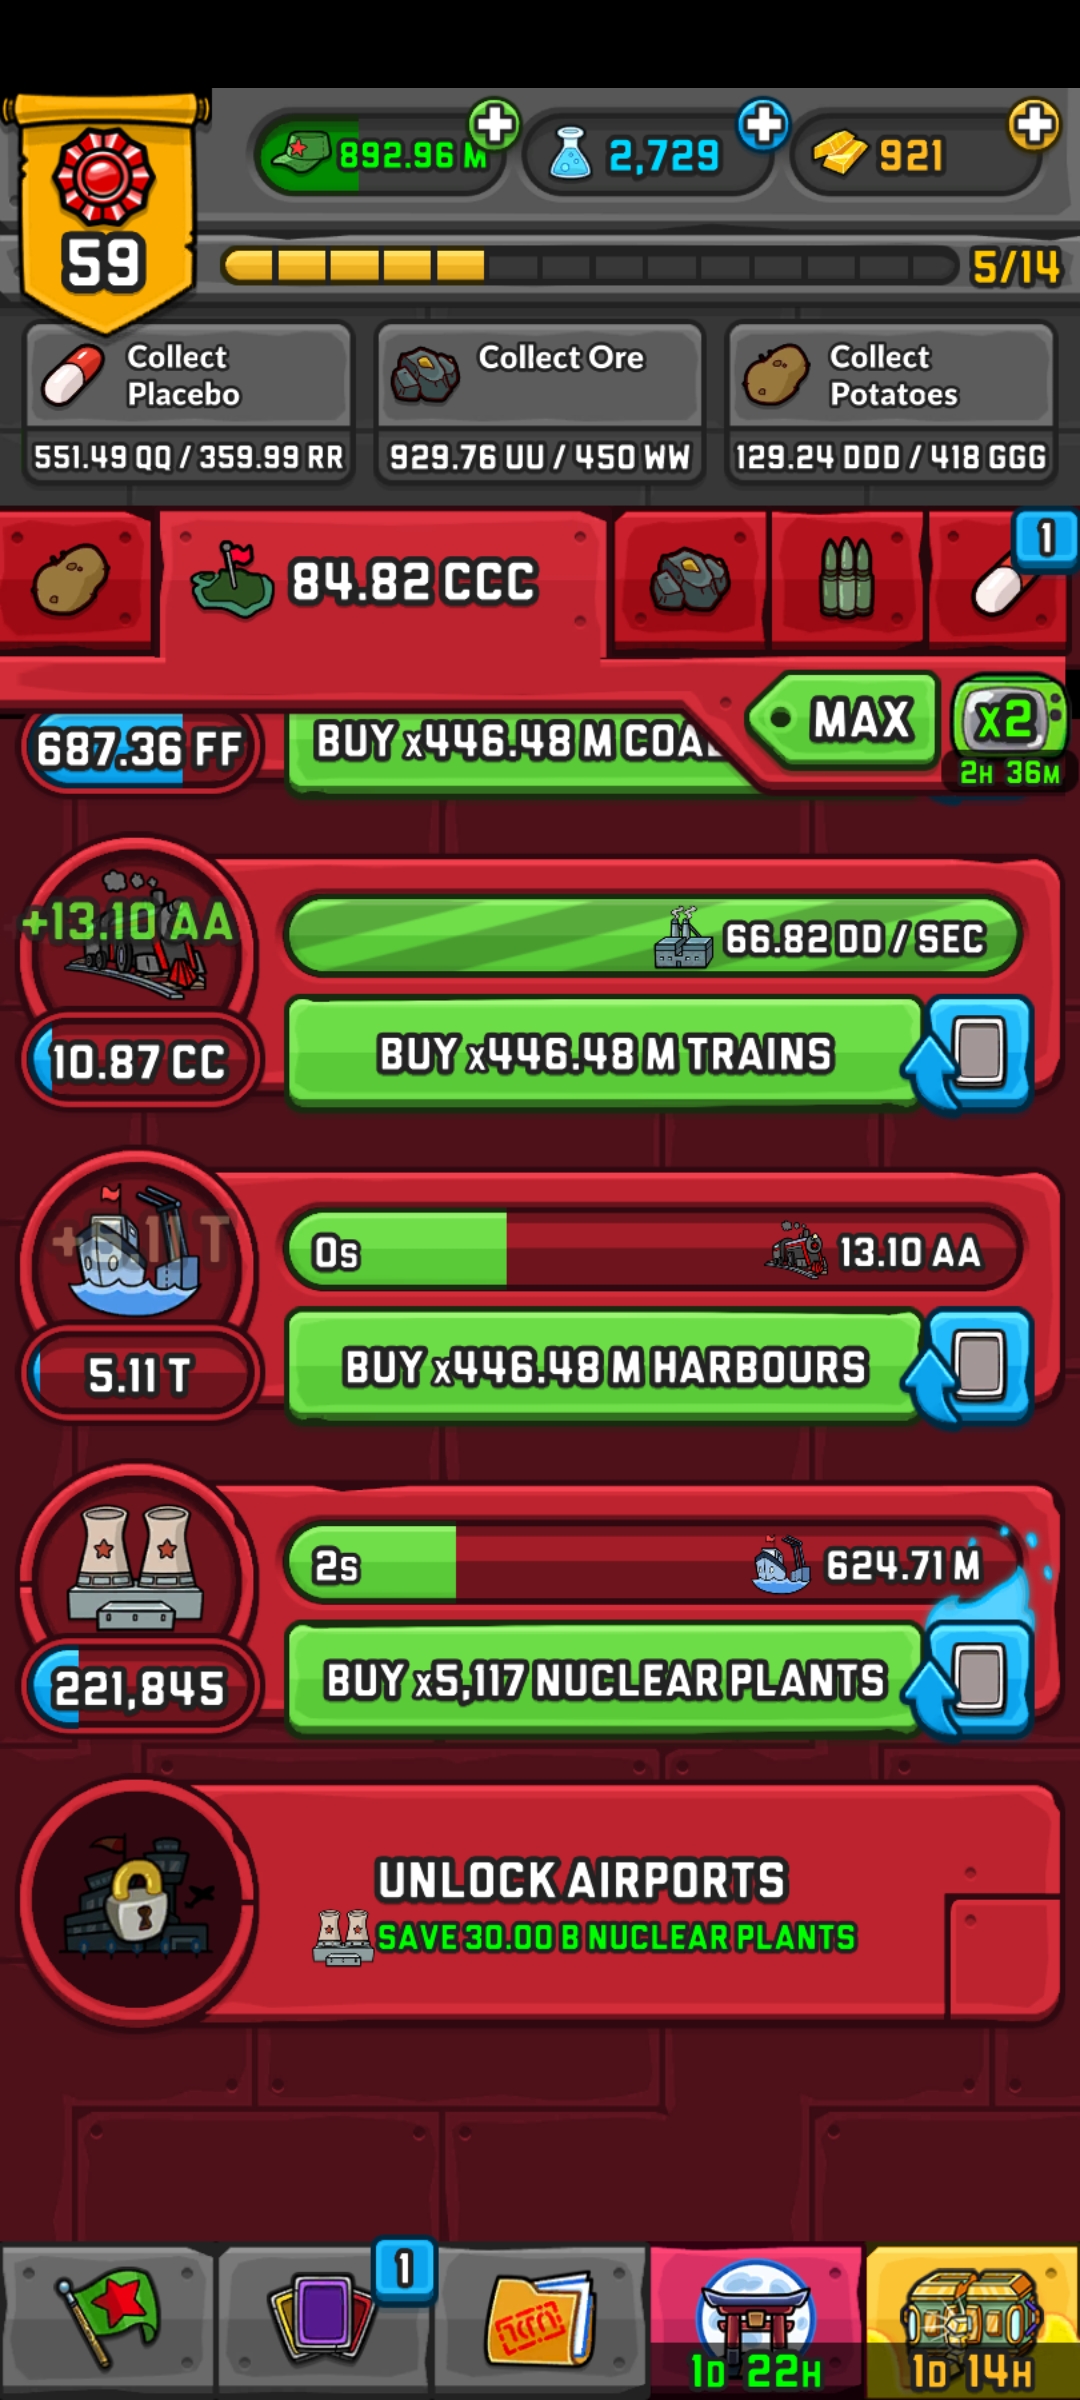 892.96 M
2,729
921
59
5/14
Collect
Placebo
551.49 QQ / 359.99 RR
Collect Ore
929.76 UU / 450 WW
Collect
Potatoes
129.24 DDD / 418 GGG
84.82 CCC
1
MAX
x2
2H 36M
687.36 FF
BUY x446.48 M COAL
+13.10 AA
66.82 DD / SEC
10.87 CC
BUY x446.48 M TRAINS
+5.11 T
0s
13.10 AA
5.11 T
BUY x446.48 M HARBOURS
2s
624.71 M
221,845
BUY x5,117 NUCLEAR PLANTS
UNLOCK AIRPORTS
SAVE 30.00 B NUCLEAR PLANTS
1
1D 22H
1D 14H